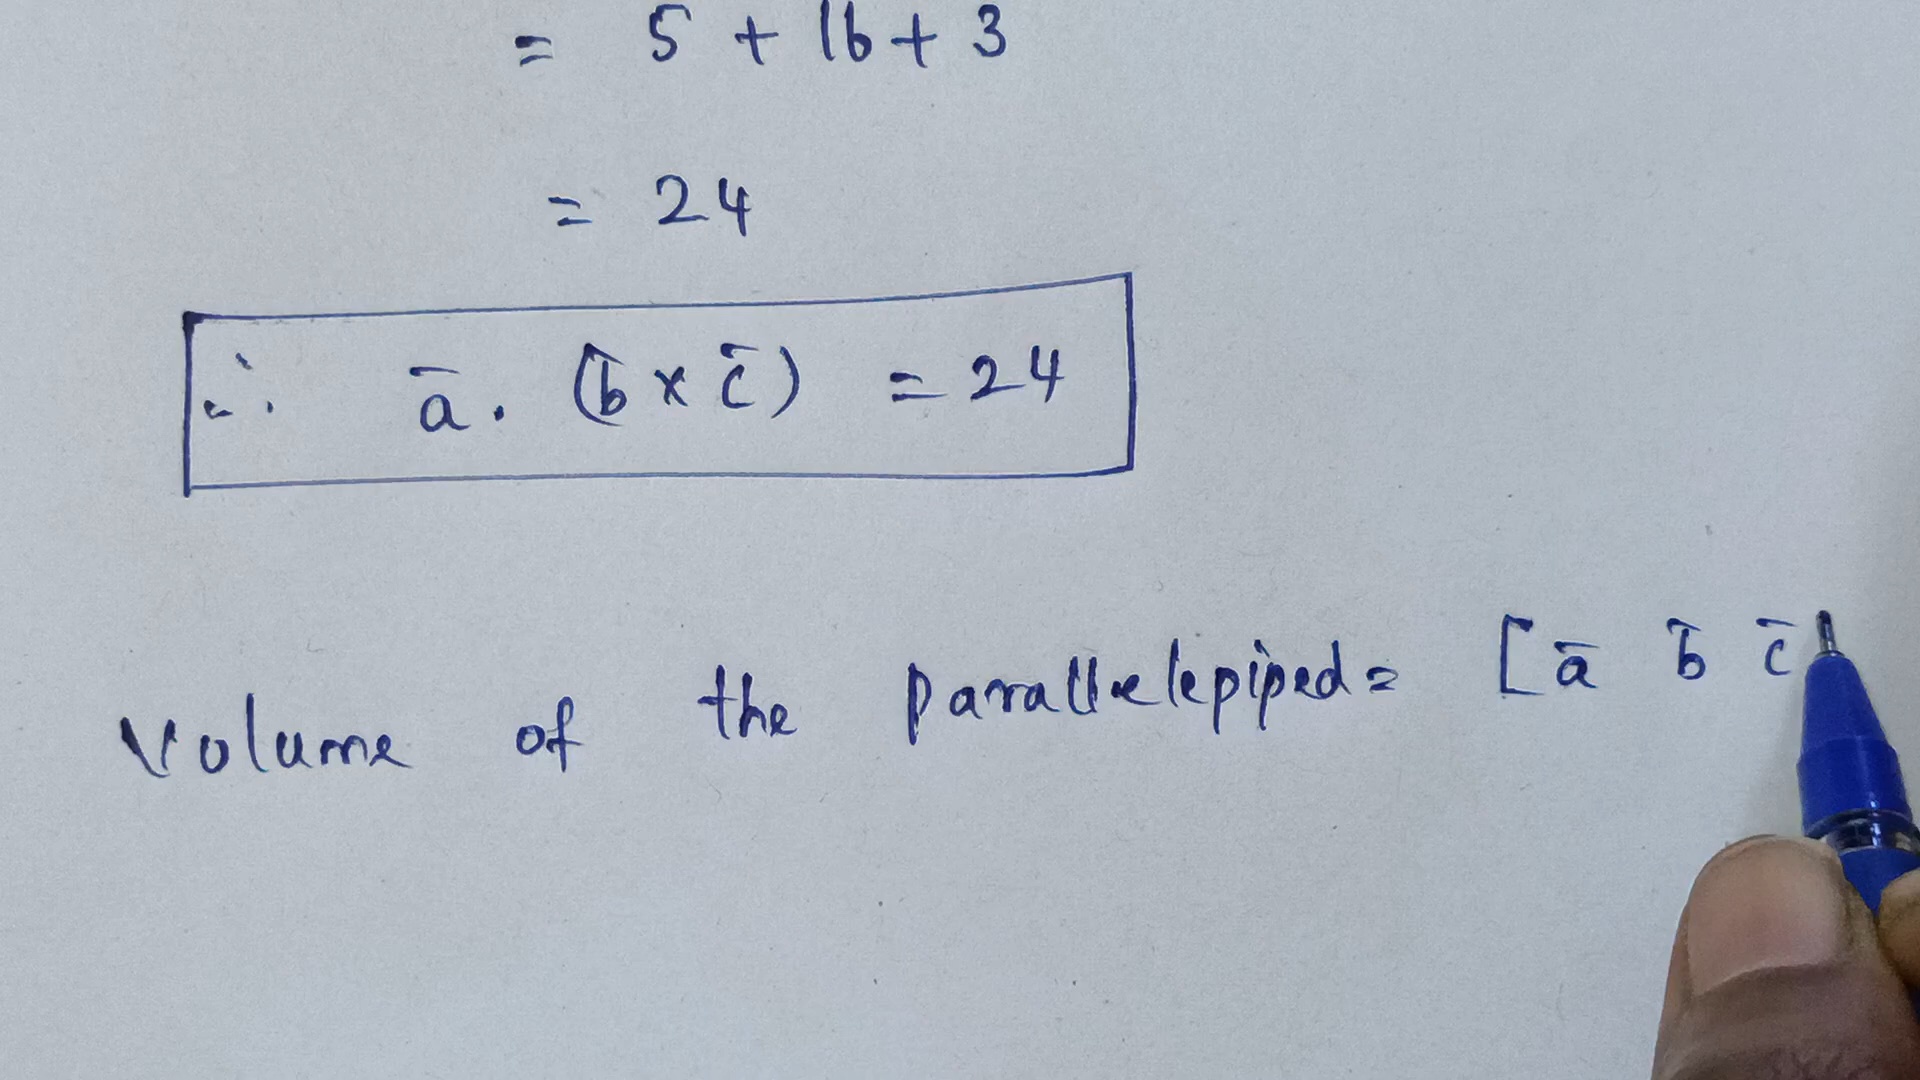 = 5 + 16 + 3
= 24
∴ a̅ . (b̅ × c̅) = 24
Volume of the Parallelepiped = [a̅ b̅ c̅